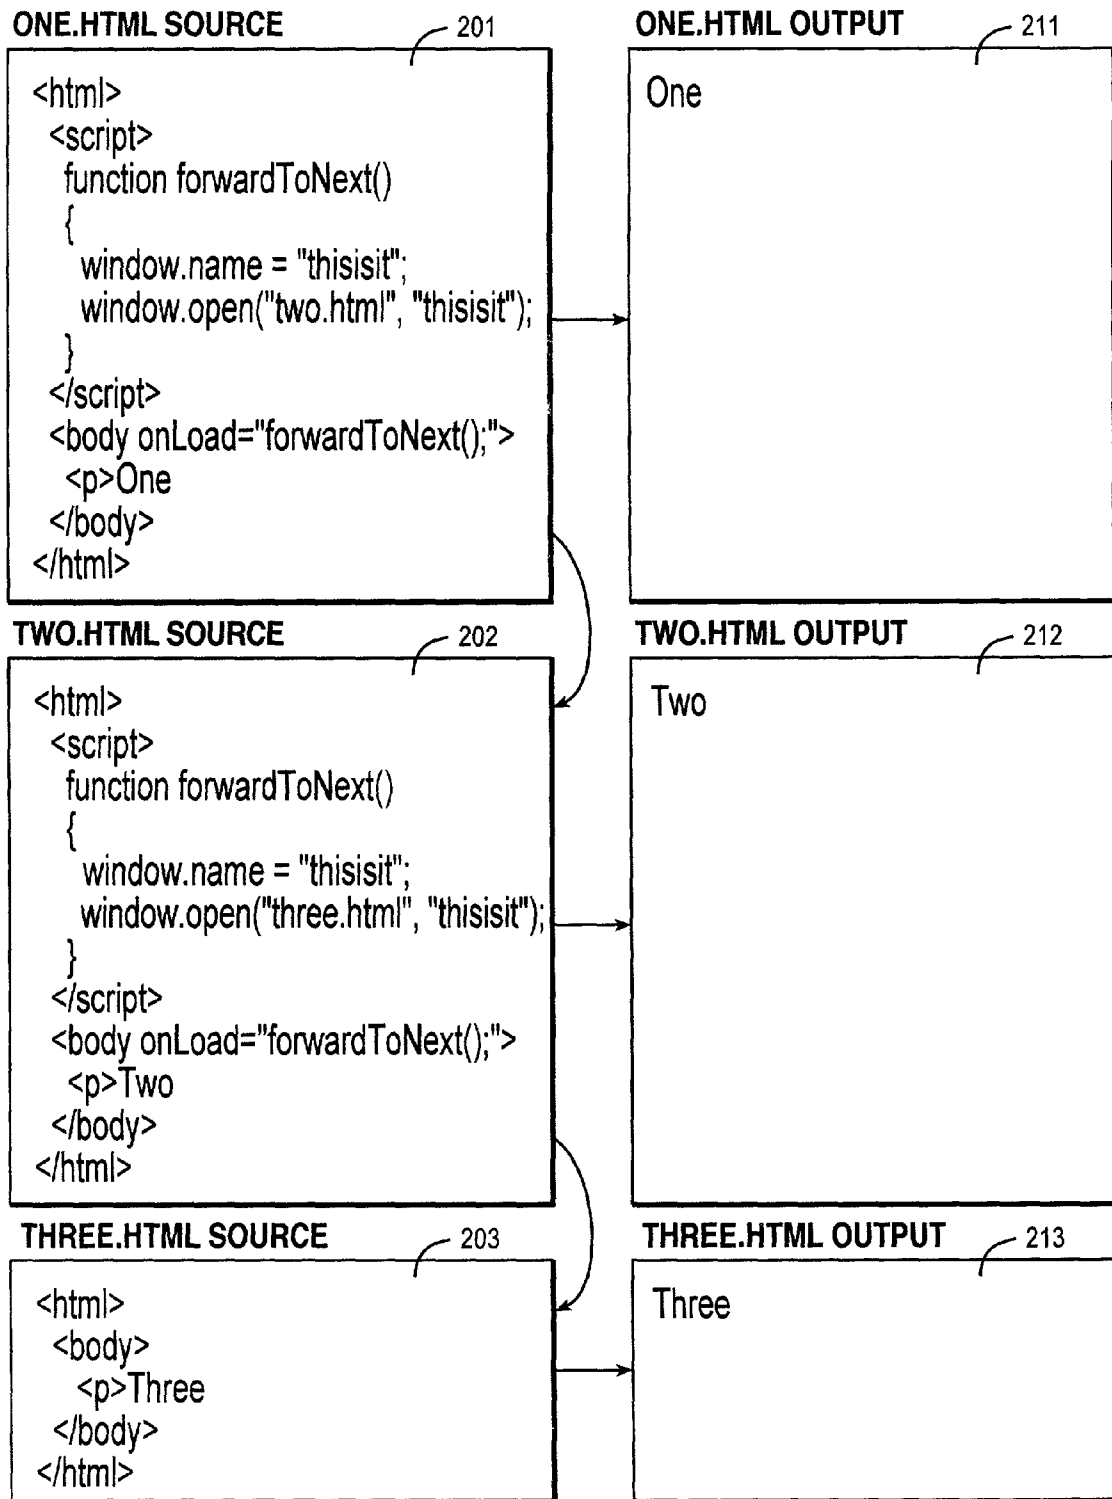 ONE.HTML SOURCE
201
<html>
<script>
function forwardToNext()
{
window.name = "thisisit";
window.open("two.html", "thisisit");
}
</script>
<body onLoad="forwardToNext();">
<p>One
</body>
</html>
ONE.HTML OUTPUT
211
One
TWO.HTML SOURCE
202
<html>
<script>
function forwardToNext()
{
window.name = "thisisit";
window.open("three.html", "thisisit");
}
</script>
<body onLoad="forwardToNext();">
<p>Two
</body>
</html>
TWO.HTML OUTPUT
212
Two
THREE.HTML SOURCE
203
<html>
<body>
<p>Three
</body>
</html>
THREE.HTML OUTPUT
213
Three